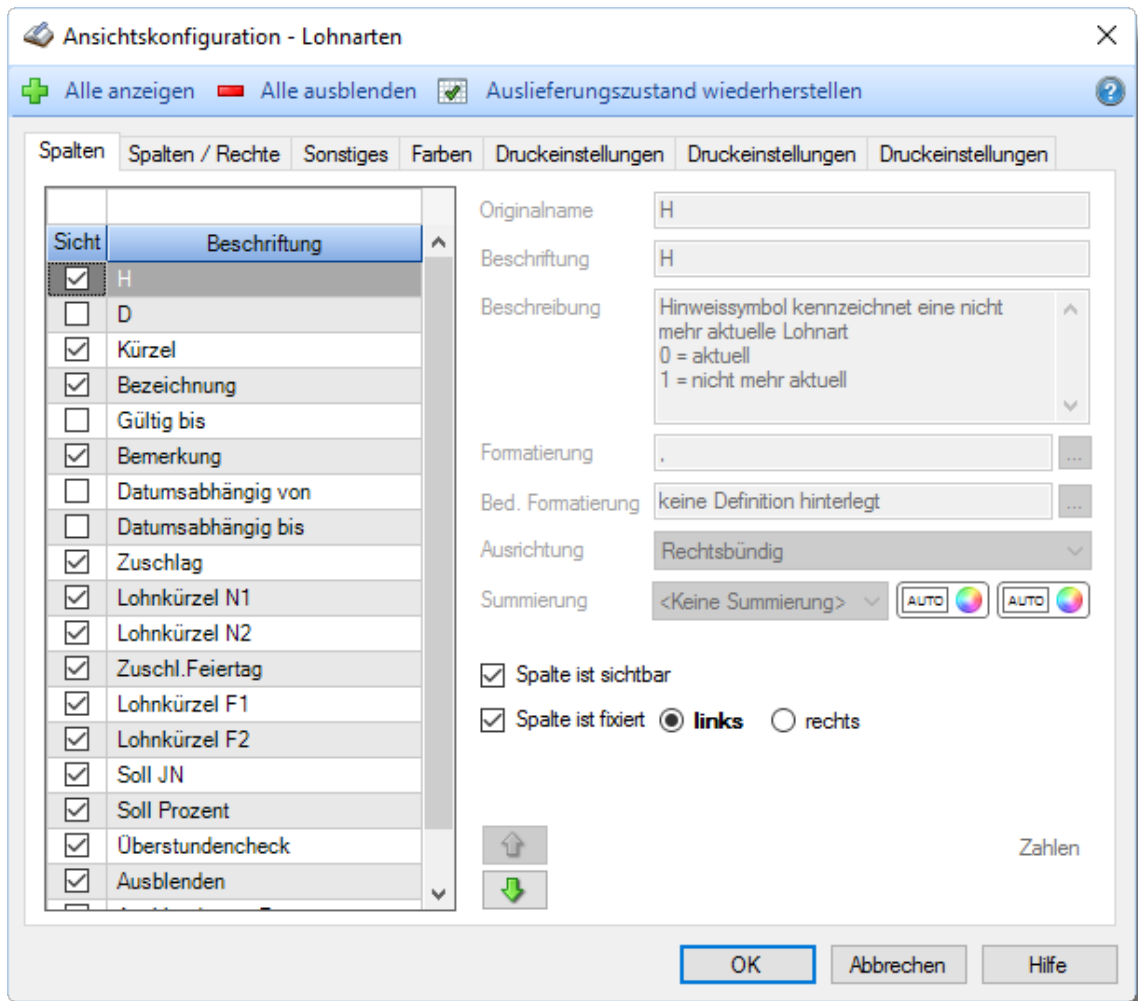 Ansichtskonfiguration - Lohnarten
Alle anzeigen Alle ausblenden Auslieferungszustand wiederherstellen
Spalten Spalten / Rechte Sonstiges Farben Druckeinstellungen Druckeinstellungen Druckeinstellungen
Sicht Beschriftung
H
D
Kürzel
Bezeichnung
Gültig bis
Bemerkung
Datumsabhängig von
Datumsabhängig bis
Zuschlag
Lohnkürzel N1
Lohnkürzel N2
Zuschl.Feiertag
Lohnkürzel F1
Lohnkürzel F2
Soll JN
Soll Prozent
Überstundencheck
Ausblenden
Originalname H
Beschriftung H
Beschreibung Hinweissymbol kennzeichnet eine nicht
mehr aktuelle Lohnart
0 = aktuell
1 = nicht mehr aktuell
Formatierung , ...
Bed. Formatierung keine Definition hinterlegt ...
Ausrichtung Rechtsbündig
Summierung <Keine Summierung> AUTO AUTO
Spalte ist sichtbar
Spalte ist fixiert links rechts
Zahlen
OK Abbrechen Hilfe